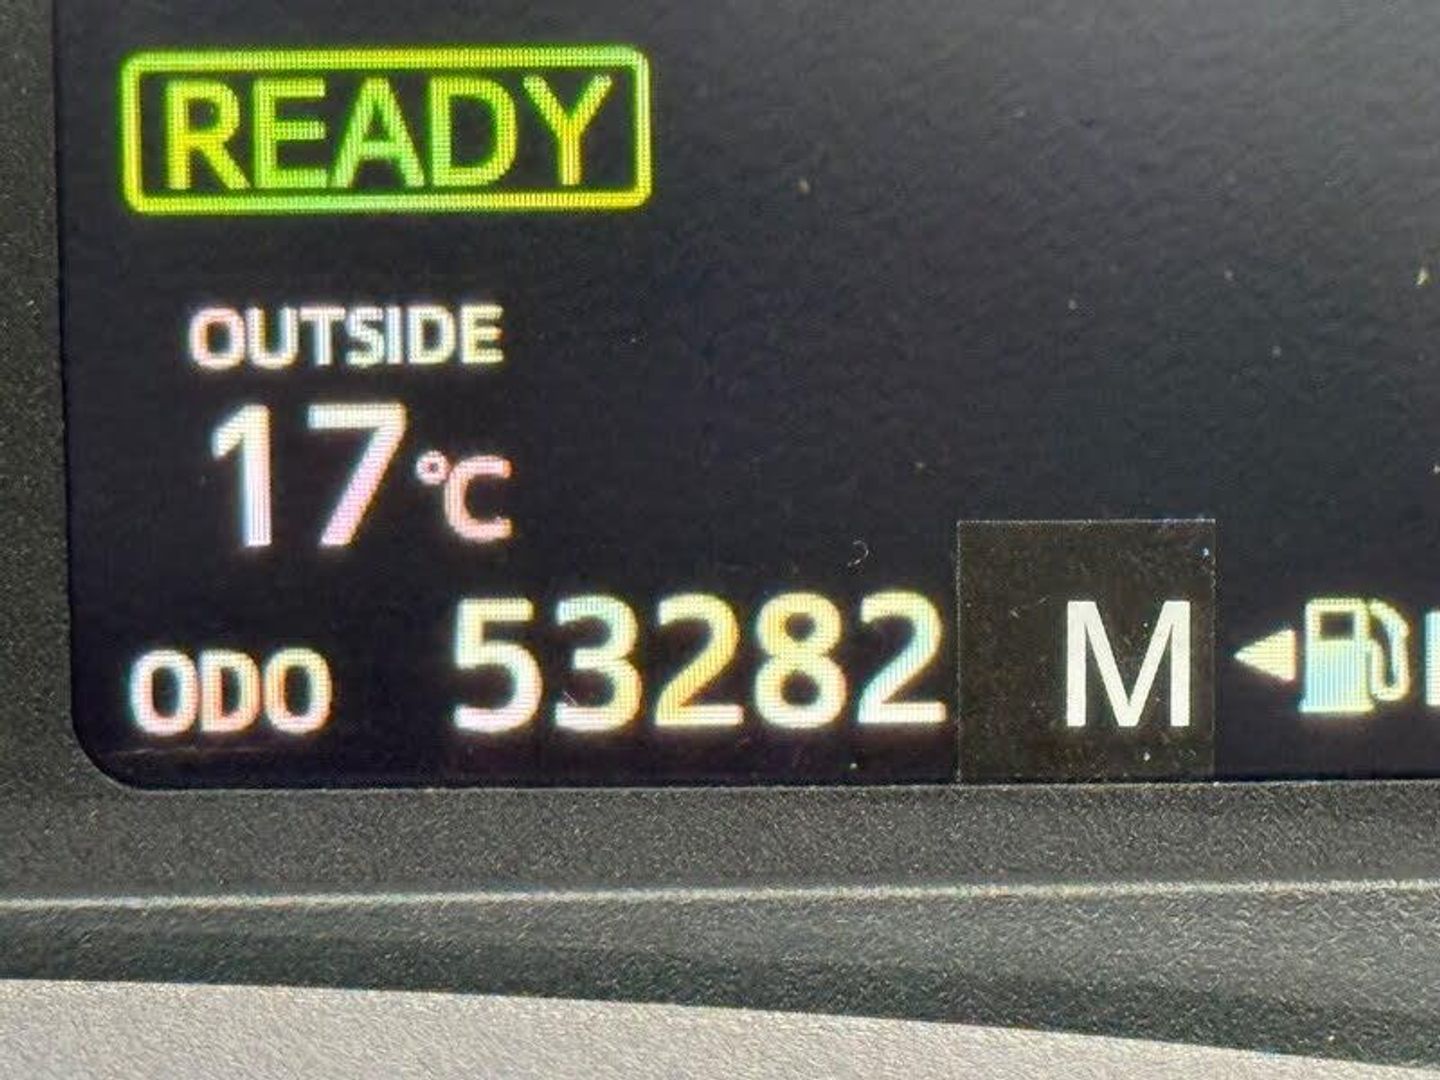 READY
OUTSIDE
17°C
ODO 53282 M